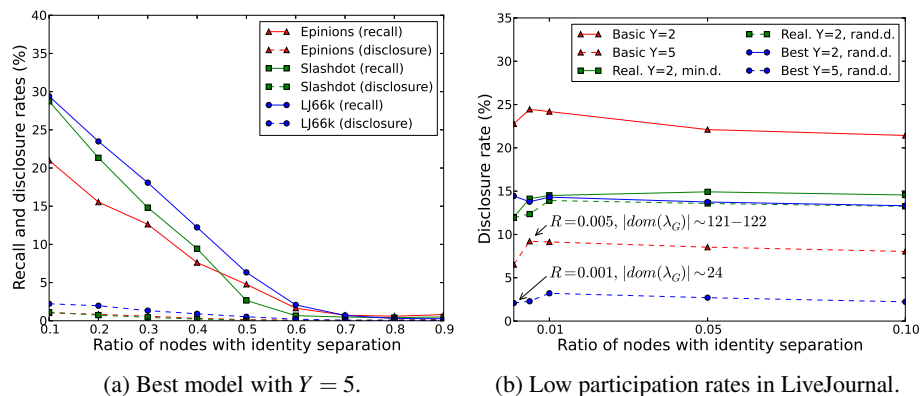 40
35
30
25
20
15
10
5
0
Recall and disclosure rates (%)
Epinions (recall)
Epinions (disclosure)
Slashdot (recall)
Slashdot (disclosure)
LJ66k (recall)
LJ66k (disclosure)
0.1 0.2 0.3 0.4 0.5 0.6 0.7 0.8 0.9
Ratio of nodes with identity separation
(a) Best model with Y = 5.
35
30
25
20
15
10
5
0
Disclosure rate (%)
Basic Y=2
Basic Y=5
Real. Y=2, min.d.
Real. Y=2, rand.d.
Best Y=2, rand.d.
Best Y=5, rand.d.
R=0.005, |dom(λ_G)|∼121−122
R=0.001, |dom(λ_G)|∼24
0.01 0.05 0.10
Ratio of nodes with identity separation
(b) Low participation rates in LiveJournal.